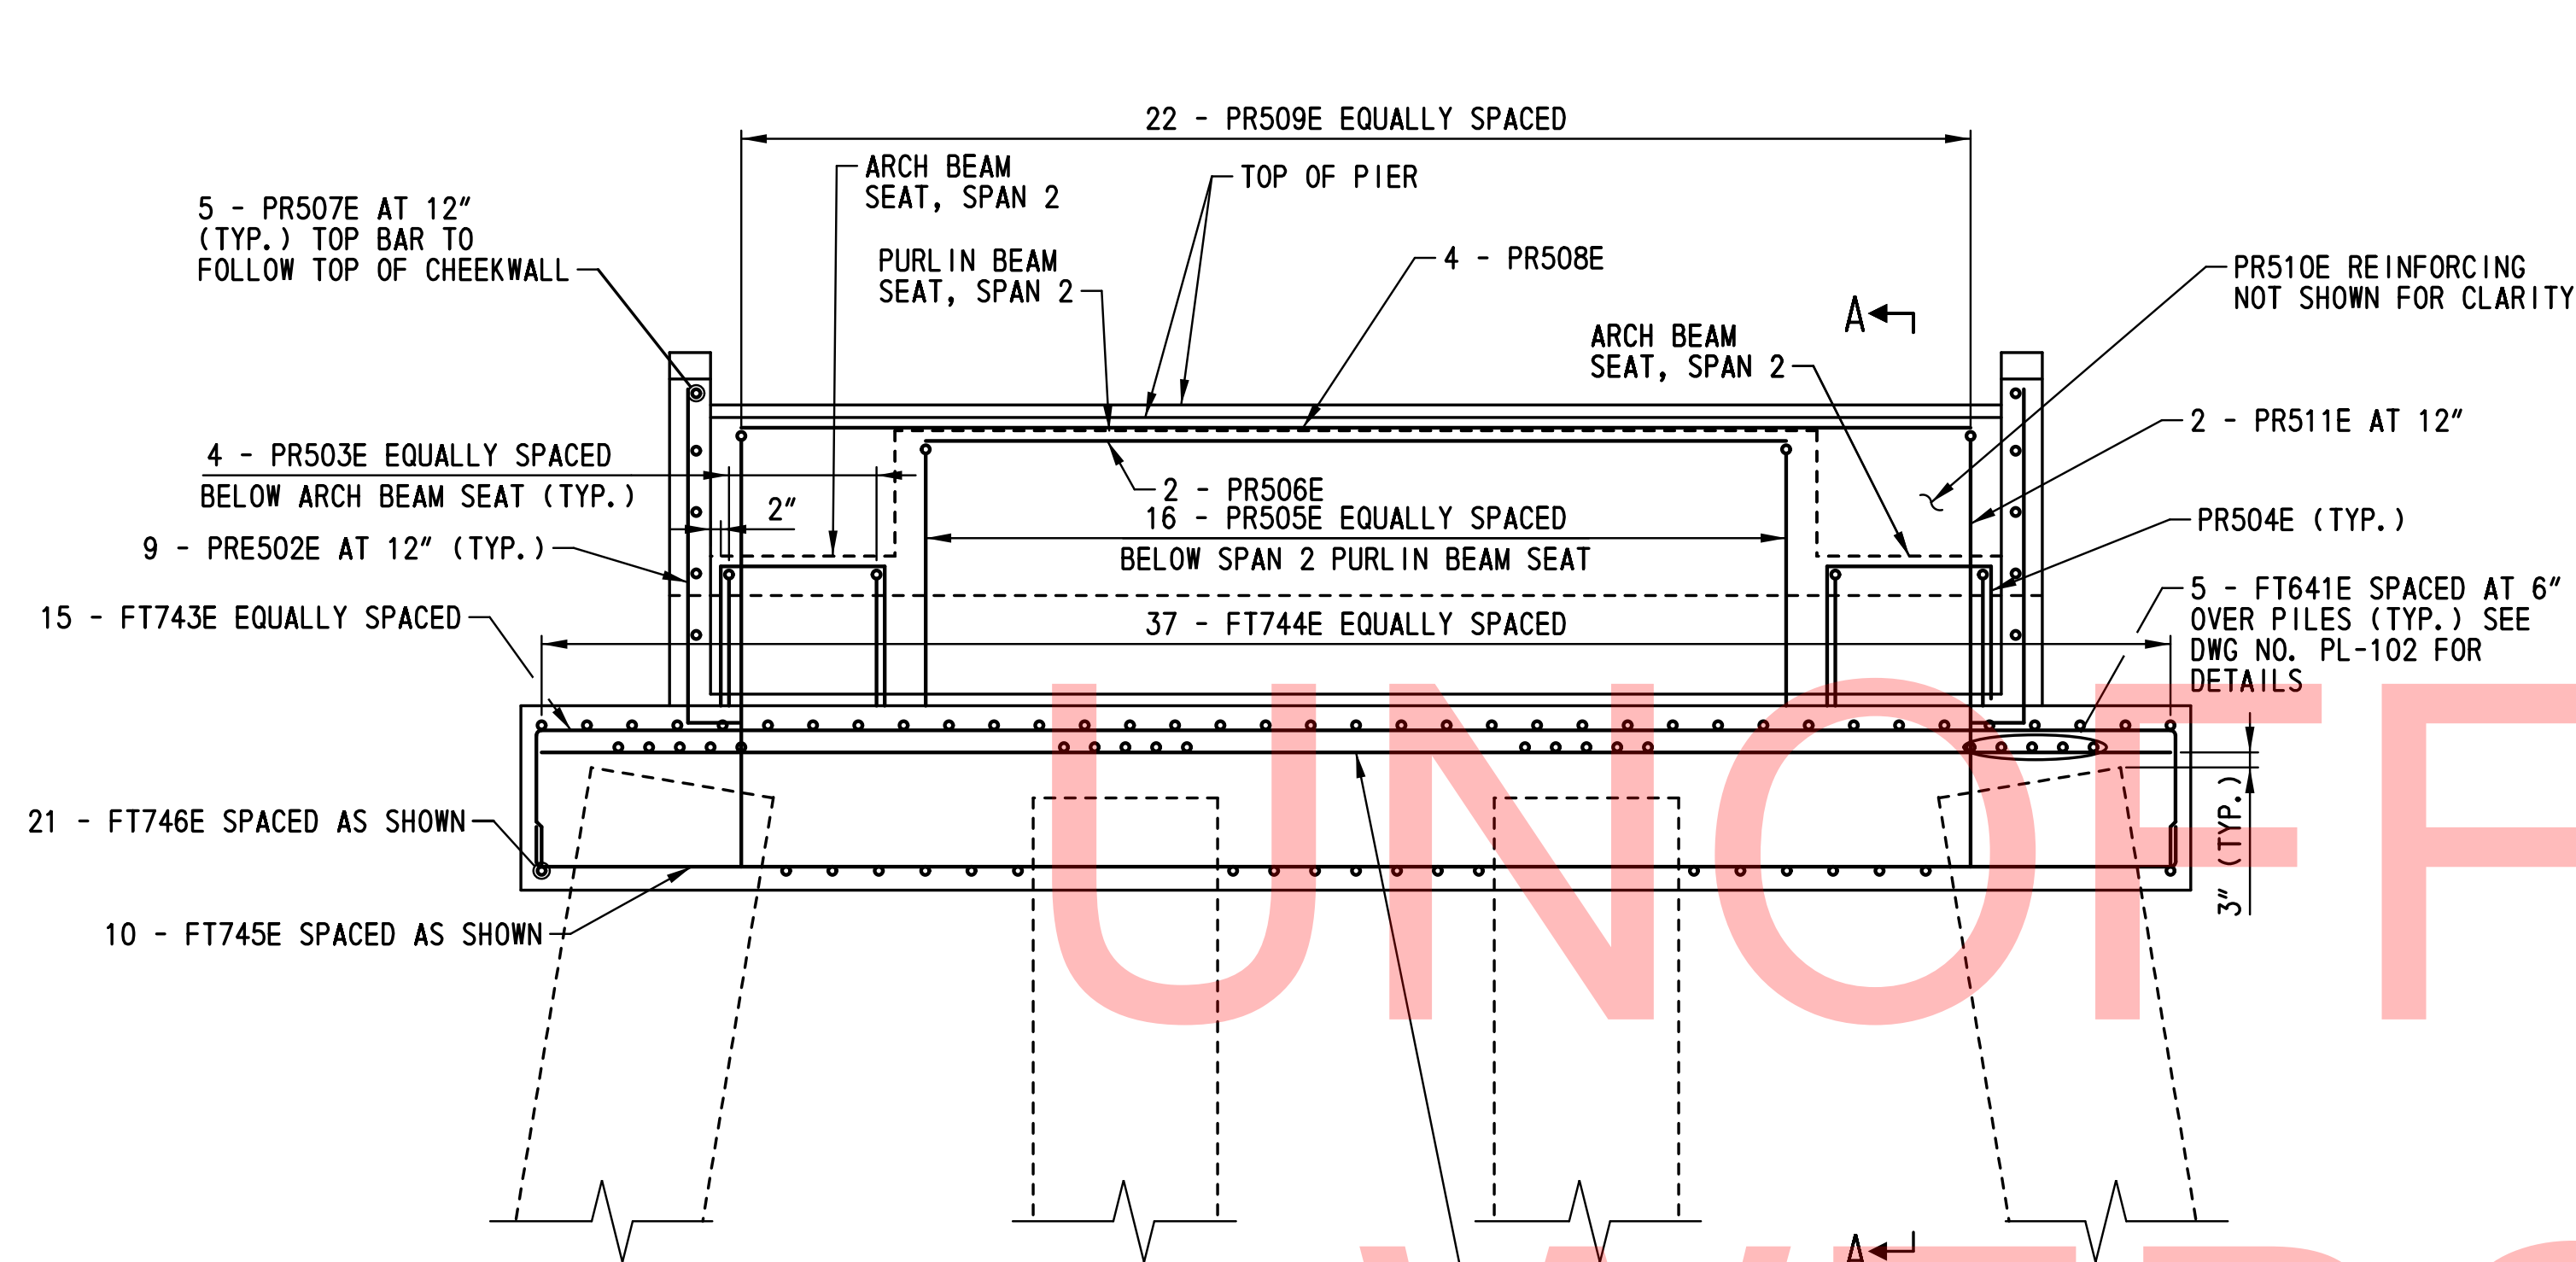 22 - PR509E EQUALLY SPACED
ARCH BEAM
SEAT, SPAN 2
TOP OF PIER
5 - PR507E AT 12"
(TYP.) TOP BAR TO
FOLLOW TOP OF CHEEKWALL
PURLIN BEAM
SEAT, SPAN 2
4 - PR508E
PR510E REINFORCING
NOT SHOWN FOR CLARITY
A
ARCH BEAM
SEAT, SPAN 2
2 - PR511E AT 12"
4 - PR503E EQUALLY SPACED
BELOW ARCH BEAM SEAT (TYP.)
2"
2 - PR506E
16 - PR505E EQUALLY SPACED
BELOW SPAN 2 PURLIN BEAM SEAT
PR504E (TYP.)
9 - PRE502E AT 12" (TYP.)
15 - FT743E EQUALLY SPACED
37 - FT744E EQUALLY SPACED
5 - FT641E SPACED AT 6"
OVER PILES (TYP.) SEE
DWG NO. PL-102 FOR
DETAILS
21 - FT746E SPACED AS SHOWN
3" (TYP.)
10 - FT745E SPACED AS SHOWN
UNOFF
A